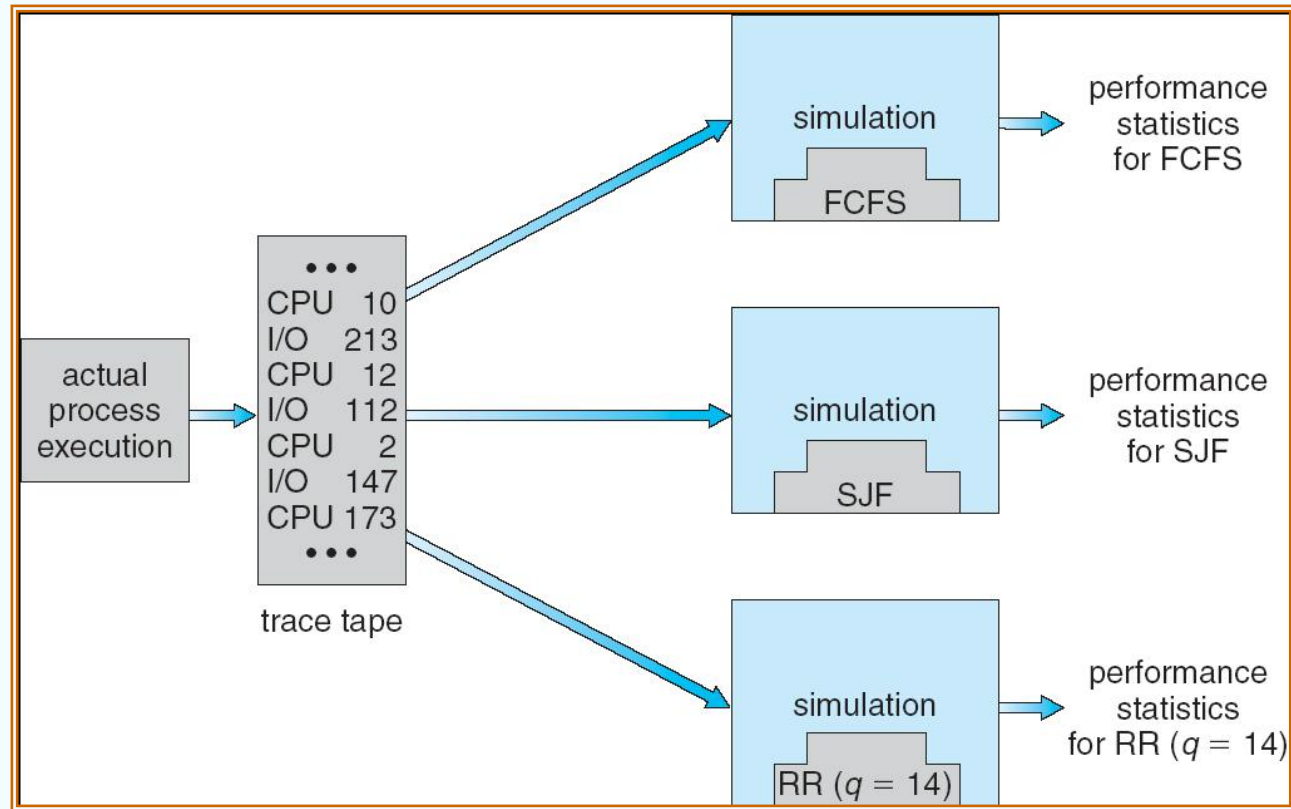 actual
process
execution
• • •
CPU 10
I/O 213
CPU 12
I/O 112
CPU 2
I/O 147
CPU 173
• • •
trace tape
simulation
FCFS
performance
statistics
for FCFS
simulation
SJF
performance
statistics
for SJF
simulation
RR (q = 14)
performance
statistics
for RR (q = 14)